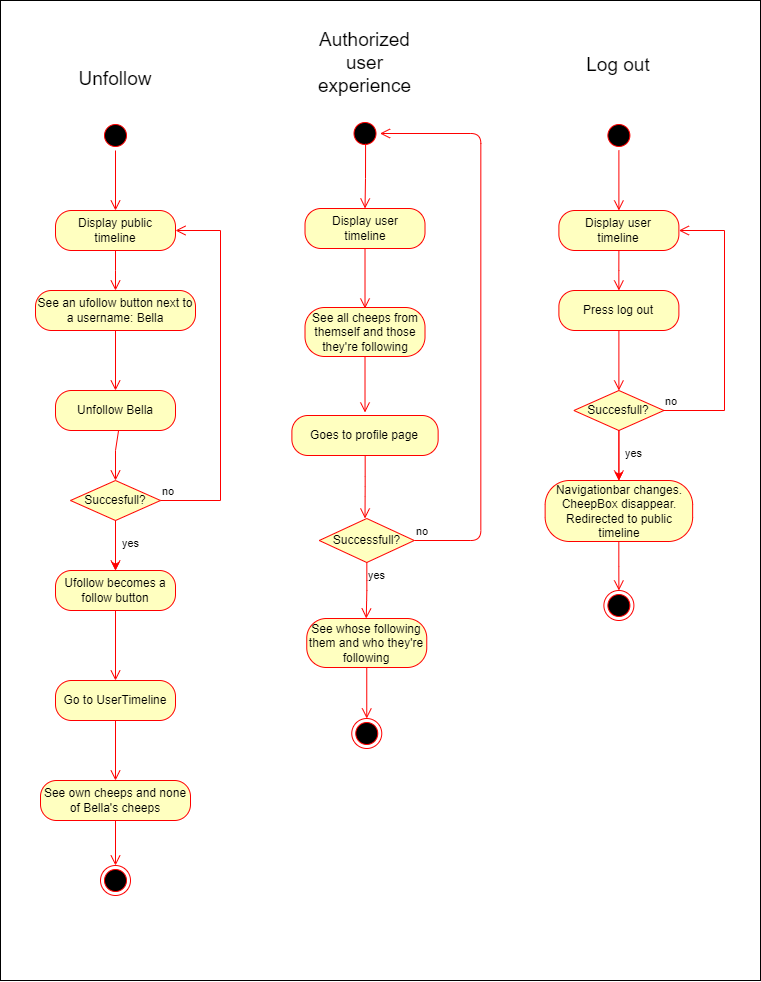 Unfollow
Display public
timeline
See an ufollow button next to
a username: Bella
Unfollow Bella
Succesfull?
no
yes
Ufollow becomes a
follow button
Go to UserTimeline
See own cheeps and none
of Bella's cheeps
Authorized
user
experience
Display user
timeline
See all cheeps from
themself and those
they're following
Goes to profile page
Successfull?
no
yes
See whose following
them and who they're
following
Log out
Display user
timeline
Press log out
Succesfull?
no
yes
Navigationbar changes.
CheepBox disappear.
Redirected to public
timeline